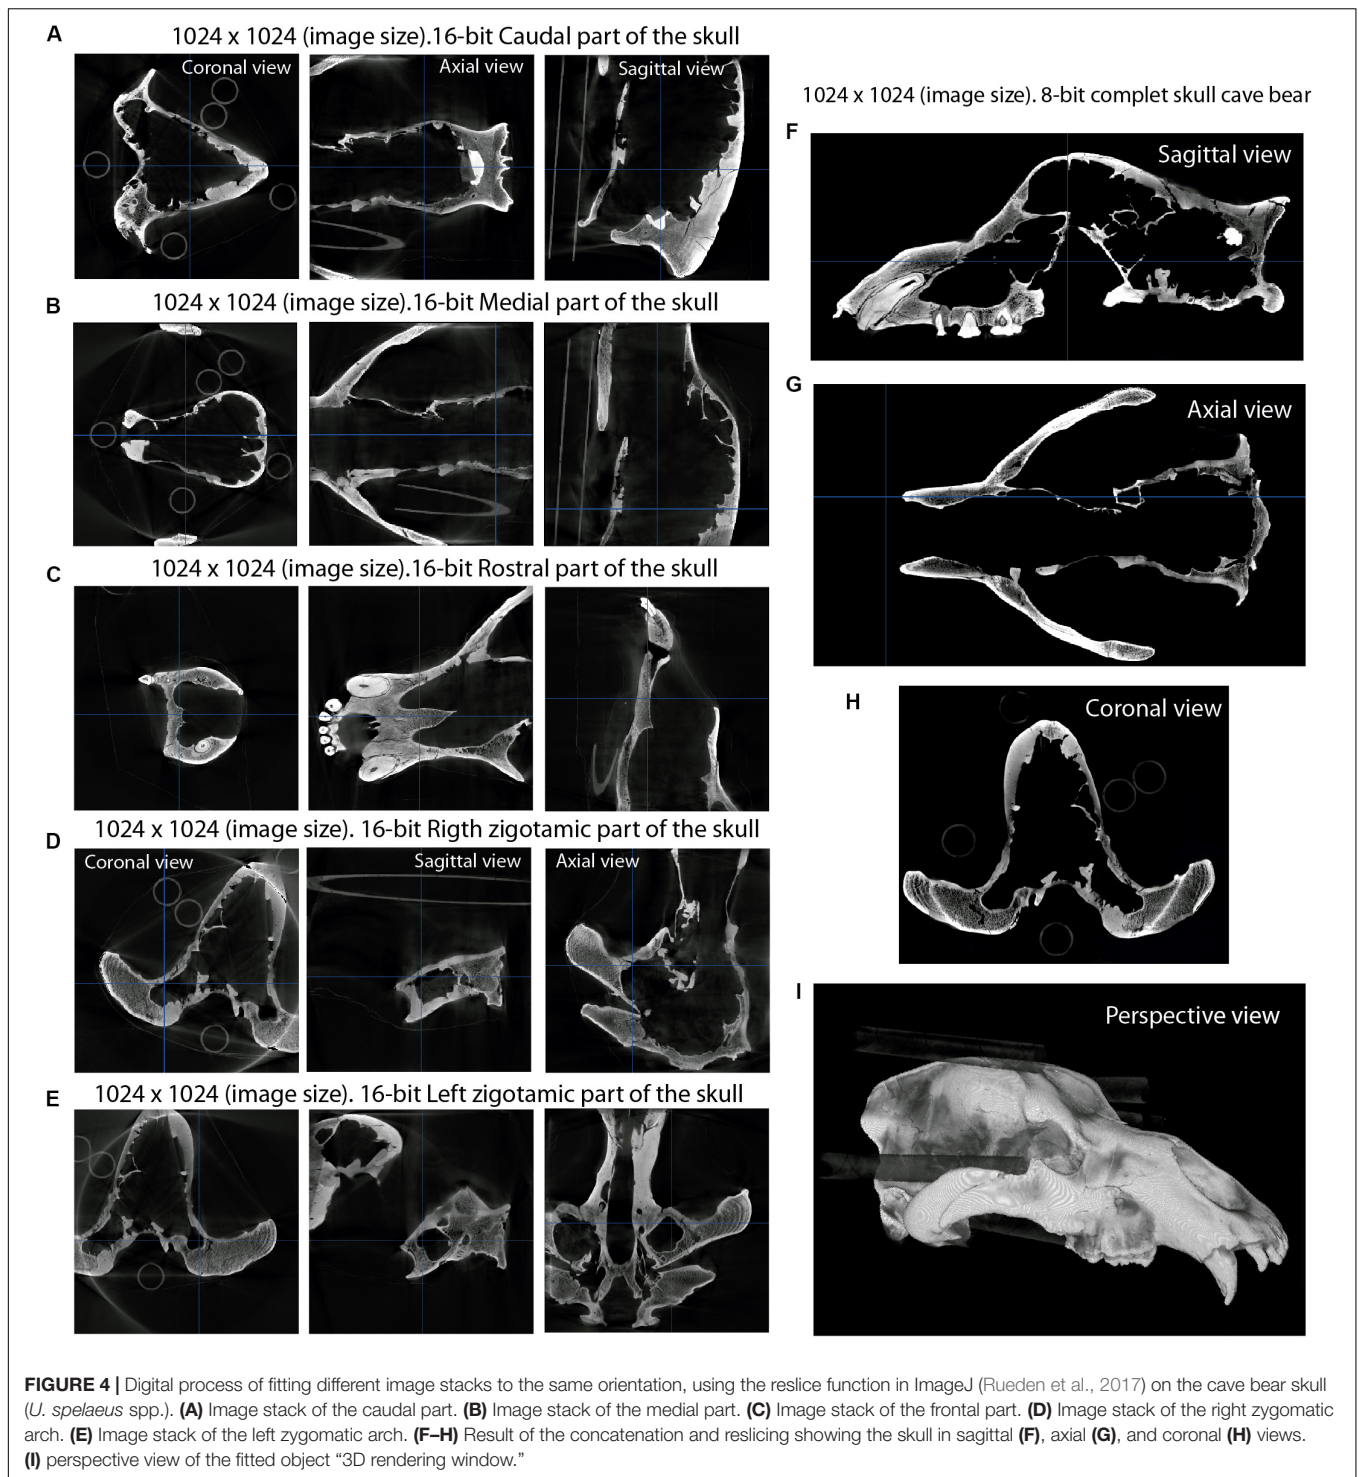 A
1024 x 1024 (image size).16-bit Caudal part of the skull
Coronal view
Axial view
Sagittal view
B
1024 x 1024 (image size).16-bit Medial part of the skull
C
1024 x 1024 (image size).16-bit Rostral part of the skull
D
1024 x 1024 (image size). 16-bit Rigth zigotamic part of the skull
Coronal view
Sagittal view
Axial view
E
1024 x 1024 (image size). 16-bit Left zigotamic part of the skull
1024 x 1024 (image size). 8-bit complet skull cave bear
F
Sagittal view
G
Axial view
H
Coronal view
I
Perspective view
FIGURE 4 | Digital process of fitting different image stacks to the same orientation, using the reslice function in ImageJ (Rueden et al., 2017) on the cave bear skull
(U. spelaeus spp.). (A) Image stack of the caudal part. (B) Image stack of the medial part. (C) Image stack of the frontal part. (D) Image stack of the right zygomatic
arch. (E) Image stack of the left zygomatic arch. (F–H) Result of the concatenation and reslicing showing the skull in sagittal (F), axial (G), and coronal (H) views.
(I) perspective view of the fitted object “3D rendering window.”